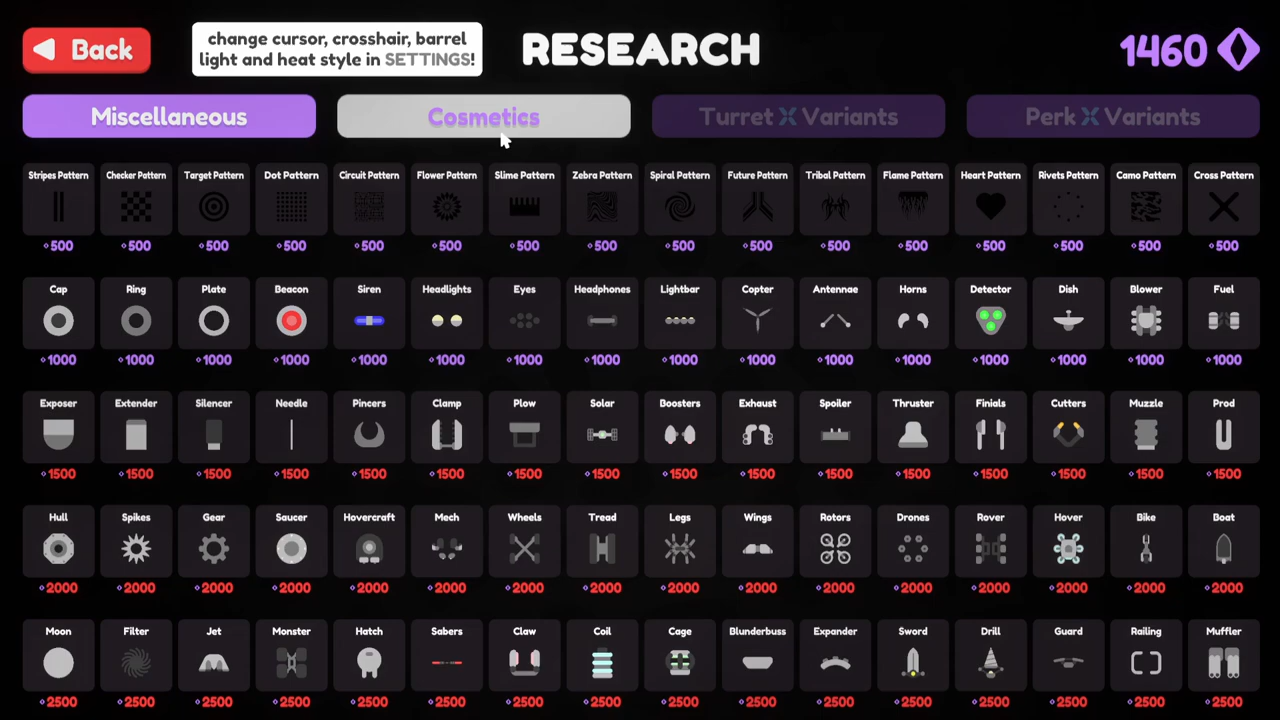 Back
change cursor, crosshair, barrel
light and heat style in SETTINGS!
RESEARCH
1460
Miscellaneous Cosmetics Turret X Variants Perk X Variants
Stripes Pattern Checker Pattern Target Pattern Dot Pattern Circuit Pattern Flower Pattern Slime Pattern Zebra Pattern Spiral Pattern Future Pattern Tribal Pattern Flame Pattern Heart Pattern Rivets Pattern Camo Pattern Cross Pattern
500 500 500 500 500 500 500 500 500 500 500 500 500 500 500 500
Cap Ring Plate Beacon Siren Headlights Eyes Headphones Lightbar Copter Antennae Horns Detector Dish Blower Fuel
1000 1000 1000 1000 1000 1000 1000 1000 1000 1000 1000 1000 1000 1000 1000 1000
Exposer Extender Silencer Needle Pincers Clamp Plow Solar Boosters Exhaust Spoiler Thruster Finials Cutters Muzzle Prod
1500 1500 1500 1500 1500 1500 1500 1500 1500 1500 1500 1500 1500 1500 1500 1500
Hull Spikes Gear Saucer Hovercraft Mech Wheels Tread Legs Wings Rotors Drones Rover Hover Bike Boat
2000 2000 2000 2000 2000 2000 2000 2000 2000 2000 2000 2000 2000 2000 2000 2000
Moon Filter Jet Monster Hatch Sabers Claw Coil Cage Blunderbuss Expander Sword Drill Guard Railing Muffler
2500 2500 2500 2500 2500 2500 2500 2500 2500 2500 2500 2500 2500 2500 2500 2500